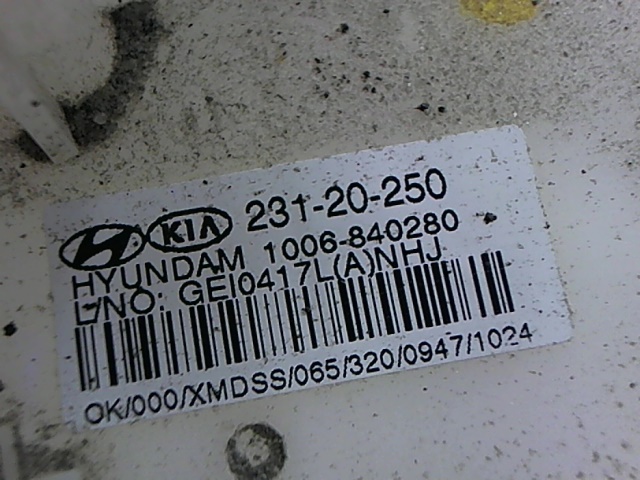 KIA 231-20-250
HYUNDAM 1006-840280
L/NO: GEI0417L(A)NHJ
OK/000/XMDSS/065/320/0947/1024